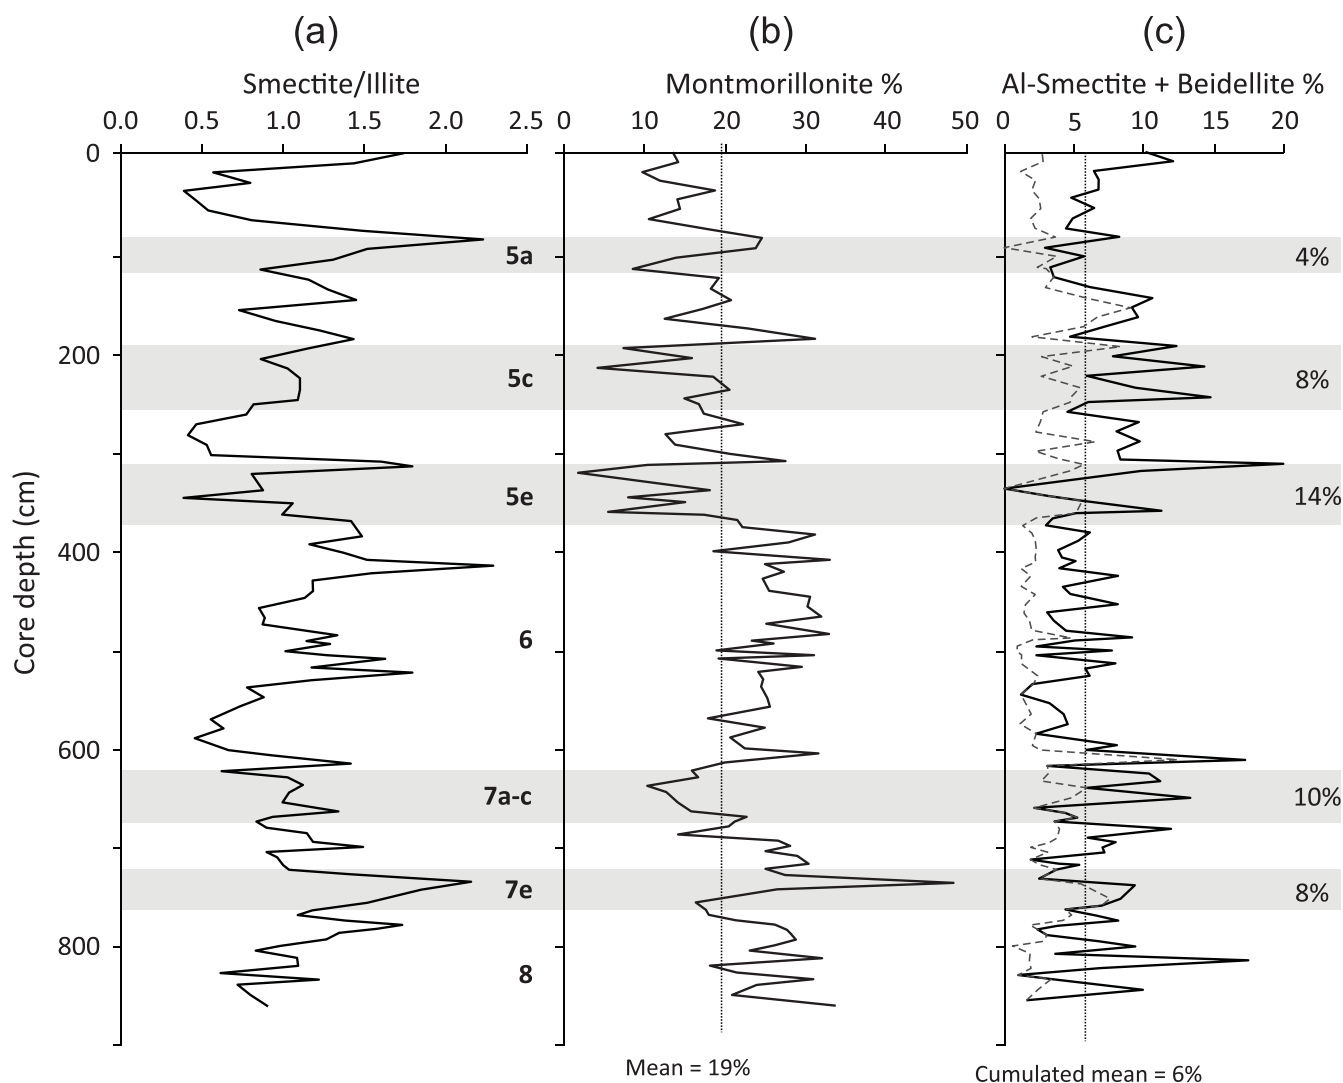 (a) (b) (c)
Smectite/Illite Montmorillonite % Al-Smectite + Beidellite %
0.0 0.5 1.0 1.5 2.0 2.5 0 10 20 30 40 50 0 5 10 15 20
0
5a 4%
200
5c 8%
Core depth (cm)
5e 14%
400
6
600
7a-c 10%
7e 8%
800
8
Mean = 19% Cumulated mean = 6%